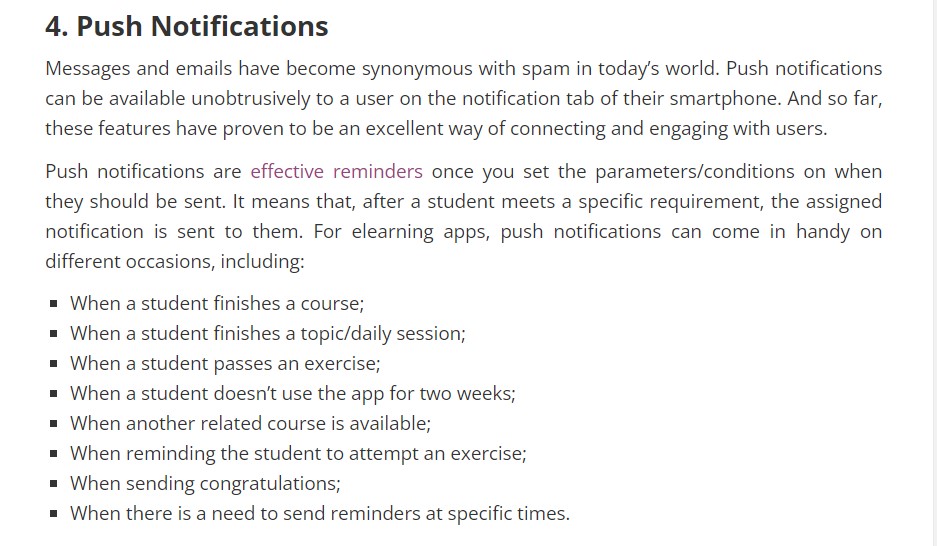 4. Push Notifications
Messages and emails have become synonymous with spam in today’s world. Push notifications
can be available unobtrusively to a user on the notification tab of their smartphone. And so far,
these features have proven to be an excellent way of connecting and engaging with users.
Push notifications are effective reminders once you set the parameters/conditions on when
they should be sent. It means that, after a student meets a specific requirement, the assigned
notification is sent to them. For elearning apps, push notifications can come in handy on
different occasions, including:
▪ When a student finishes a course;
▪ When a student finishes a topic/daily session;
▪ When a student passes an exercise;
▪ When a student doesn’t use the app for two weeks;
▪ When another related course is available;
▪ When reminding the student to attempt an exercise;
▪ When sending congratulations;
▪ When there is a need to send reminders at specific times.